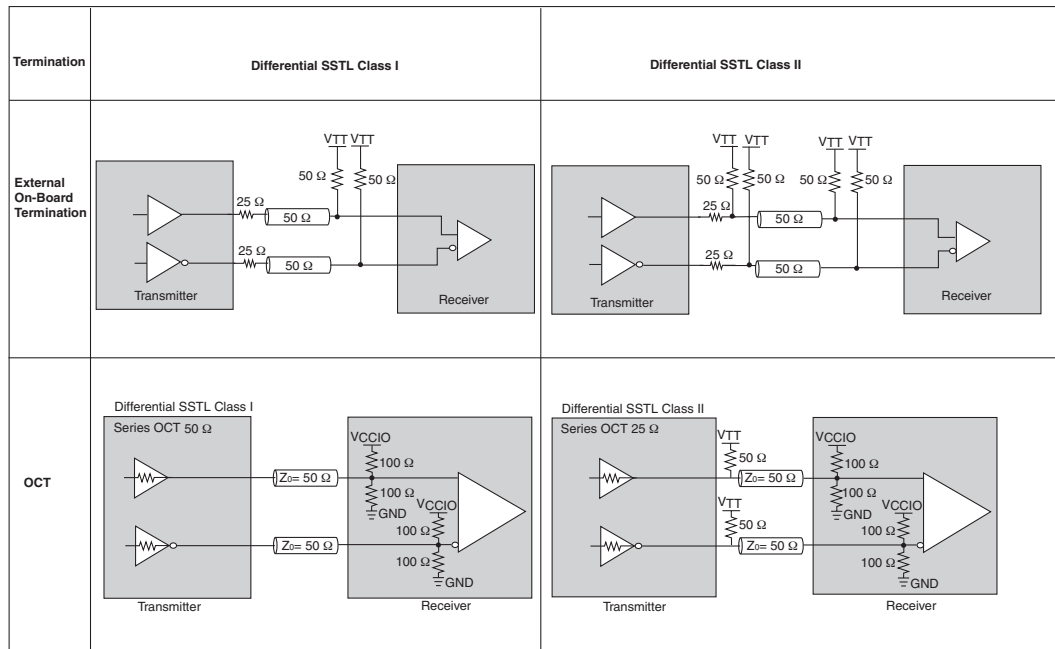 Termination
Differential SSTL Class I
Differential SSTL Class II
External
On-Board
Termination
VTT VTT
50 Ω 50 Ω
25 Ω
50 Ω
25 Ω
50 Ω
Transmitter
Receiver
VTT VTT
50 Ω 50 Ω
VTT VTT
50 Ω 50 Ω
25 Ω
50 Ω
25 Ω
50 Ω
Transmitter
Receiver
OCT
Differential SSTL Class I
Series OCT 50 Ω
Z0= 50 Ω
VCCIO
100 Ω
100 Ω
GND
Z0= 50 Ω
VCCIO
100 Ω
100 Ω
GND
Transmitter
Receiver
Differential SSTL Class II
Series OCT 25 Ω
VTT
50 Ω
Z0= 50 Ω
VCCIO
100 Ω
100 Ω
GND
VTT
50 Ω
Z0= 50 Ω
VCCIO
100 Ω
100 Ω
GND
Transmitter
Receiver